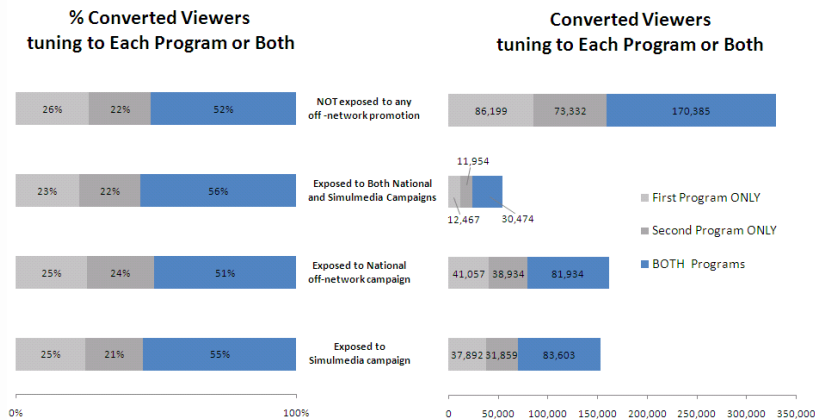 % Converted Viewers
tuning to Each Program or Both
Converted Viewers
tuning to Each Program or Both
26% 22% 52%
NOT exposed to any
off -network promotion
86,199 73,332 170,385
23% 22% 56%
Exposed to Both National
and Simulmedia Campaigns
11,954
12,467 30,474
First Program ONLY
Second Program ONLY
BOTH Programs
25% 24% 51%
Exposed to National
off-network campaign
41,057 38,934 81,934
25% 21% 55%
Exposed to
Simulmedia campaign
37,892 31,859 83,603
0% 100%
0 50,000 100,000 150,000 200,000 250,000 300,000 350,000